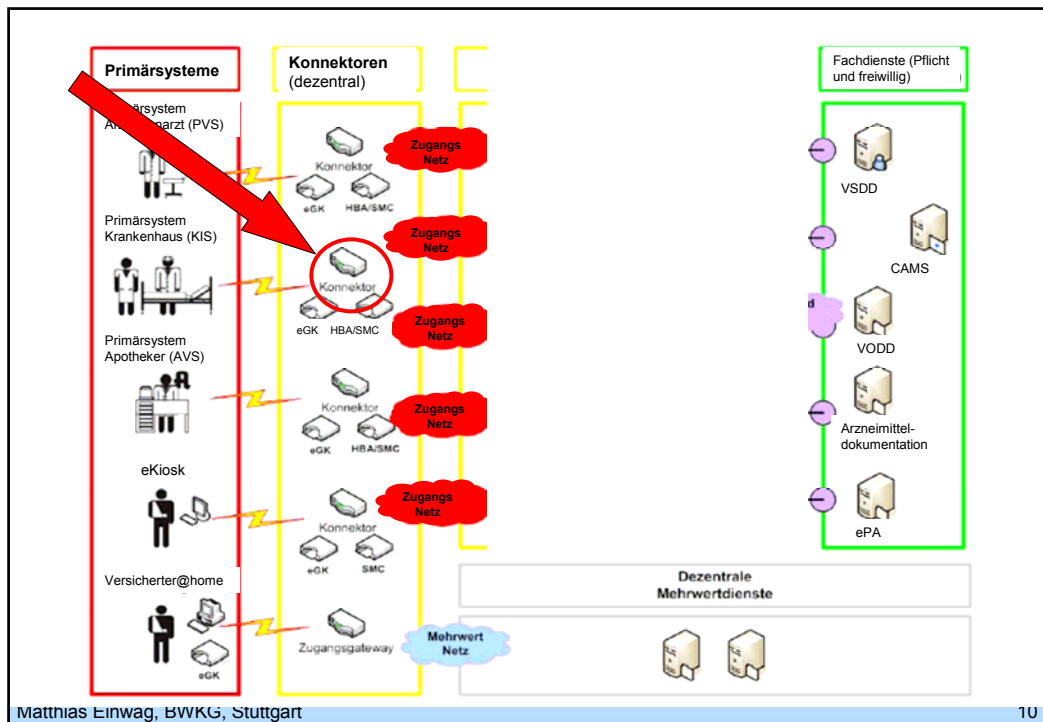 Primärsysteme
Konnektoren
(dezentral)
Fachdienste (Pflicht
und freiwillig)
(PVS)
Konnektor
eGK HBA/SMC
Zugangs
Netz
Primärsystem
Krankenhaus (KIS)
Zugangs
Netz
Konnektor
eGK HBA/SMC
Zugangs
Netz
Primärsystem
Apotheker (AVS)
Konnektor
eGK HBA/SMC
Zugangs
Netz
eKiosk
Konnektor
eGK SMC
Zugangs
Netz
Versicherter@home
eGK
Zugangsgateway
Mehrwert
Netz
VSDD
CAMS
d
VODD
Arzneimittel-
dokumentation
ePA
Dezentrale
Mehrwertdienste
Matthias Einwag, BWKG, Stuttgart 10